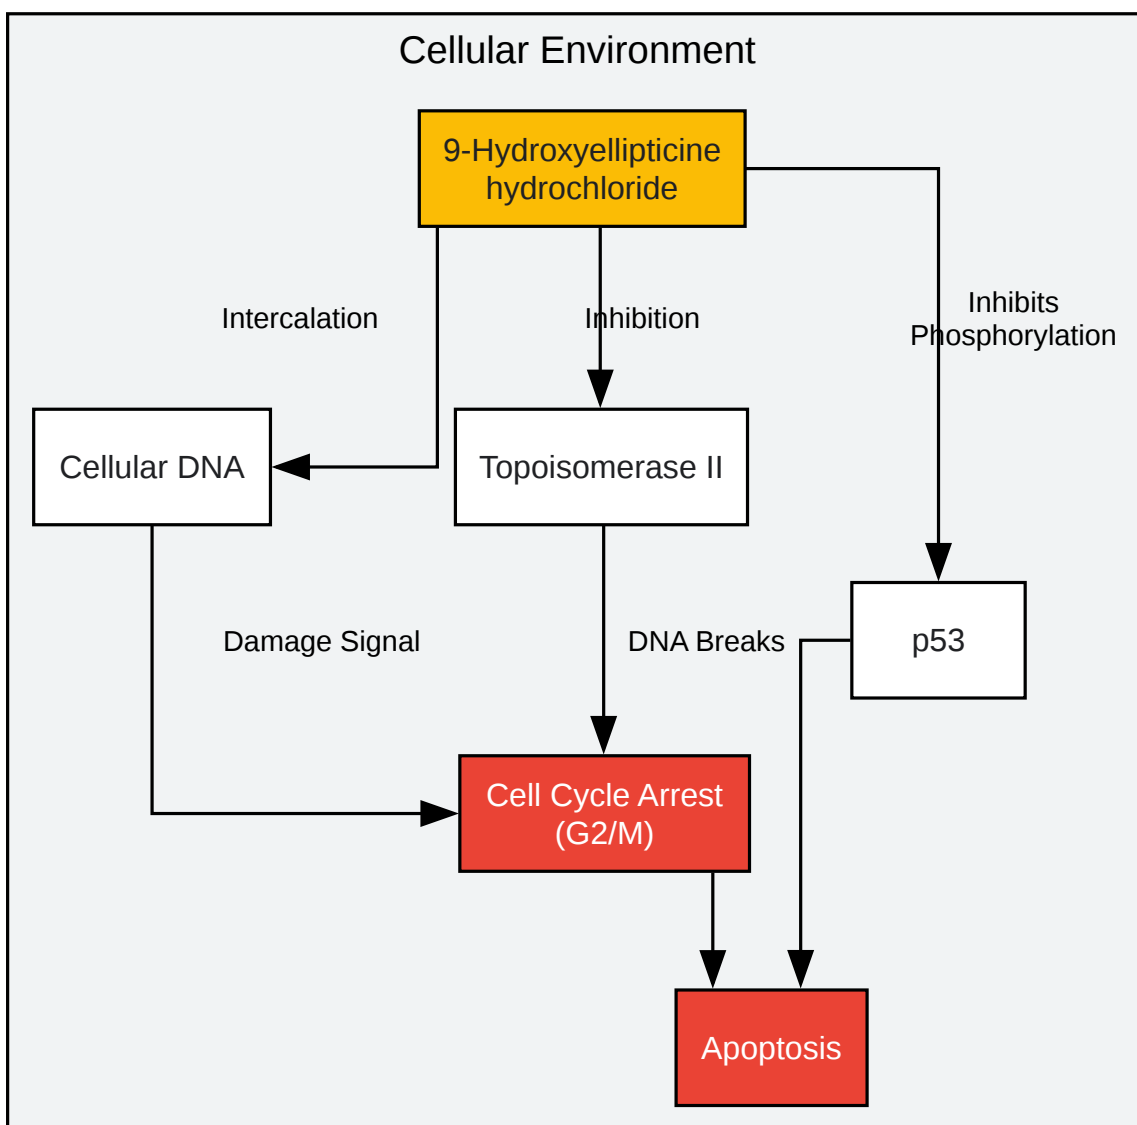 Cellular Environment
9-Hydroxyellipticine
hydrochloride
Intercalation
Inhibition
Inhibits
Phosphorylation
Cellular DNA
Topoisomerase II
Damage Signal
DNA Breaks
p53
Cell Cycle Arrest
(G2/M)
Apoptosis